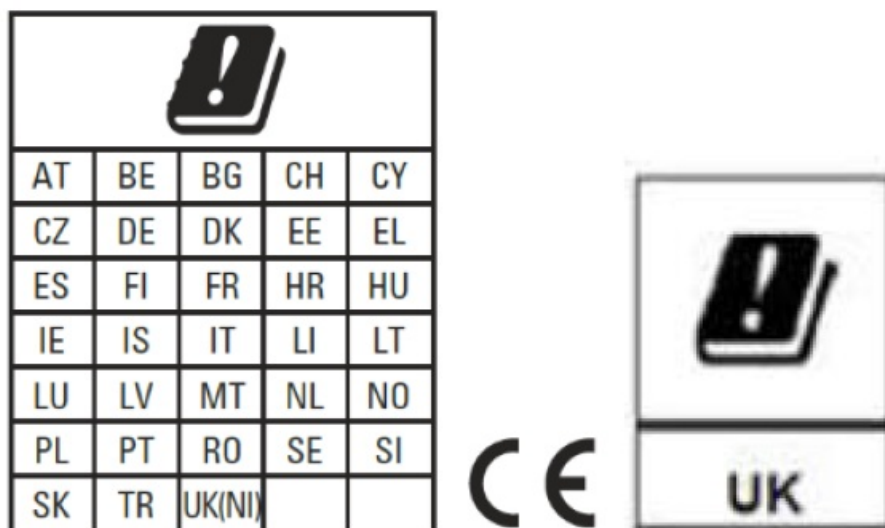 AT BE BG CH CY
CZ DE DK EE EL
ES FI FR HR HU
IE IS IT LI LT
LU LV MT NL NO
PL PT RO SE SI
SK TR UK(NI)
CE
UK